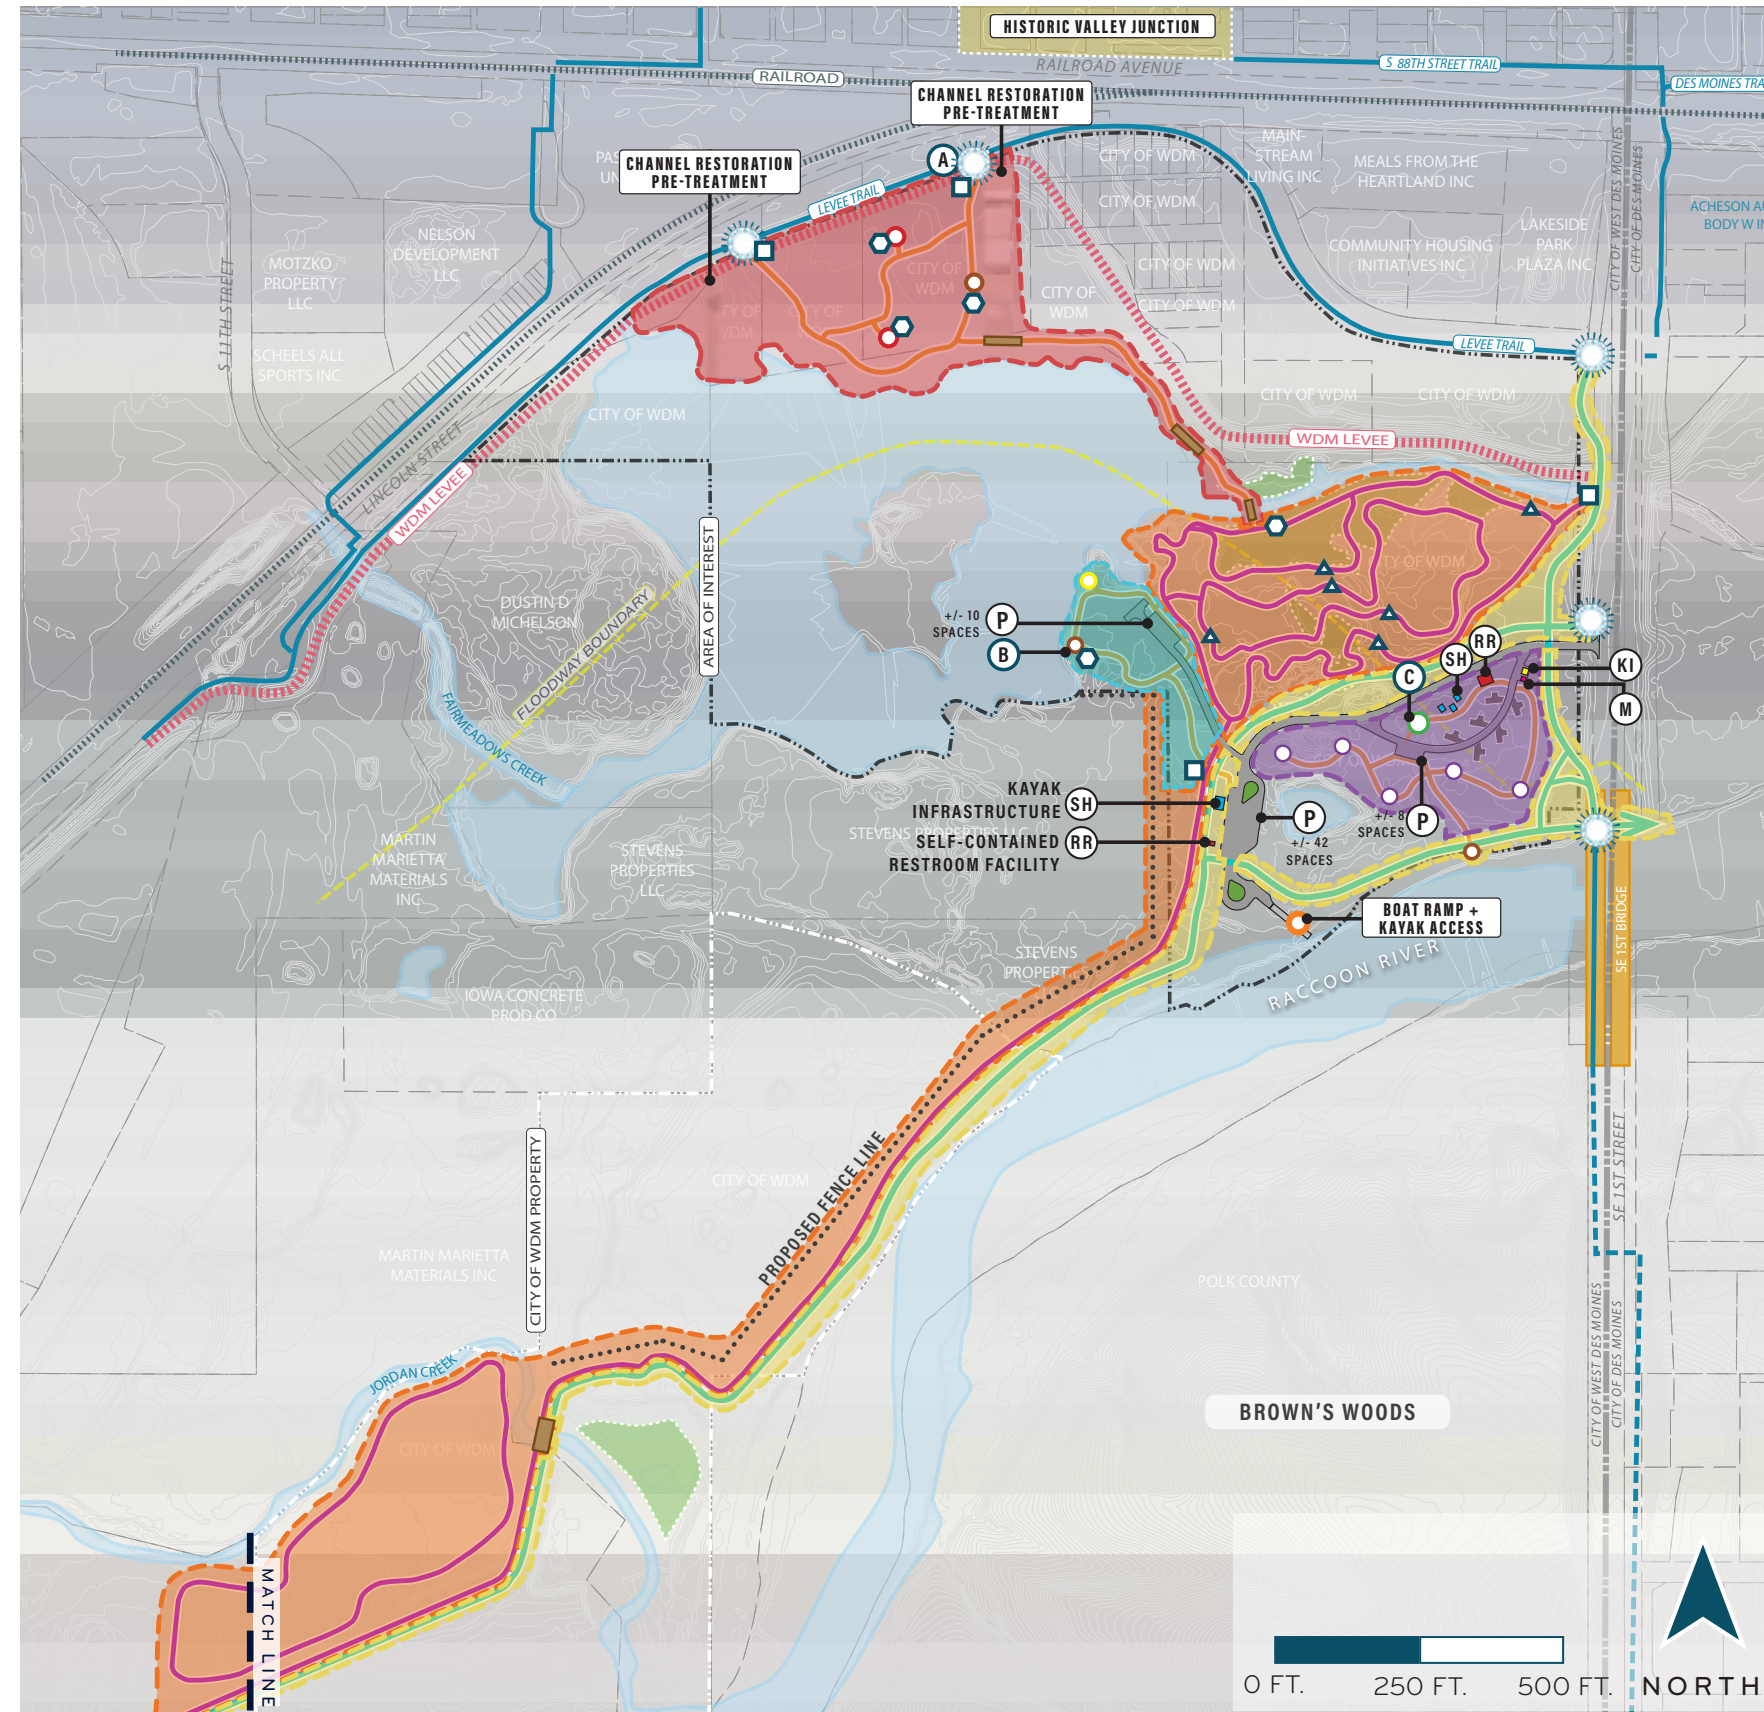 HISTORIC VALLEY JUNCTION
RAILROAD AVENUE
S 88TH STREET TRAIL
RAILROAD
DES MOINES TRA
CHANNEL RESTORATION
PRE-TREATMENT
CHANNEL RESTORATION
PRE-TREATMENT
A
LEVEE TRAIL
CITY OF WDM
MAIN-
STREAM
LIVING INC
MEALS FROM THE
HEARTLAND INC
CITY OF WDM
CITY OF WEST DES MOINES
CITY OF DES MOINES
ACHESON AU
BODY W IN
LAKESIDE
PARK
PLAZA INC
COMMUNITY HOUSING
INITIATIVES INC
CITY OF WDM
CITY OF WDM
CITY OF
WDM
CITY OF
WDM
NELSON
DEVELOPMENT
LLC
MOTZKO
PROPERTY
LLC
S 11TH STREET
SCHEELS ALL
SPORTS INC
LEVEE TRAIL
CITY OF WDM
CITY OF WDM
CITY OF WDM
WDM LEVEE
LINCOLN STREET
WDM LEVEE
AREA OF INTEREST
DUSTIN D
MICHELSON
FLOODWAY BOUNDARY
FAIRMEADOWS CREEK
+/- 10
SPACES
P
B
RR
SH
C
KI
M
KAYAK
INFRASTRUCTURE
SH
SELF-CONTAINED
RESTROOM FACILITY
RR
P
+/- 42
SPACES
+/- 8
SPACES
P
STEVENS PROPERTIES LLC
MARTIN
MARIETTA
MATERIALS
INC
STEVENS
PROPERTIES
LLC
BOAT RAMP +
KAYAK ACCESS
SE 1ST BRIDGE
RACCOON RIVER
IOWA CONCRETE
PROD CO
CITY OF WDM
PROPOSED FENCE LINE
CITY OF WDM PROPERTY
MARTIN MARIETTA
MATERIALS INC
SE 1ST STREET
POLK COUNTY
CITY OF WEST DES MOINES
CITY OF DES MOINES
JORDAN CREEK
CITY OF WDM
BROWN'S WOODS
MATCH LINE
0 FT.
250 FT.
500 FT.
NORTH